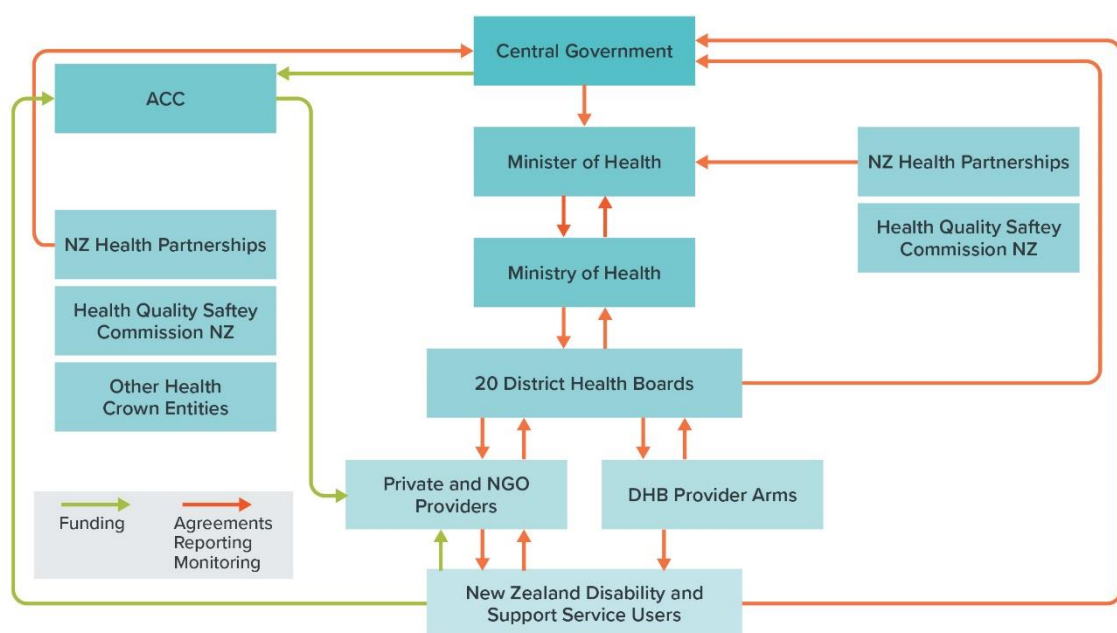 Central Government
ACC
Minister of Health
NZ Health Partnerships
NZ Health Partnerships
Health Quality Saftey
Commission NZ
Ministry of Health
Health Quality Saftey
Commission NZ
20 District Health Boards
Other Health
Crown Entities
Private and NGO
Providers
DHB Provider Arms
Funding
Agreements
Reporting
Monitoring
New Zealand Disability and
Support Service Users